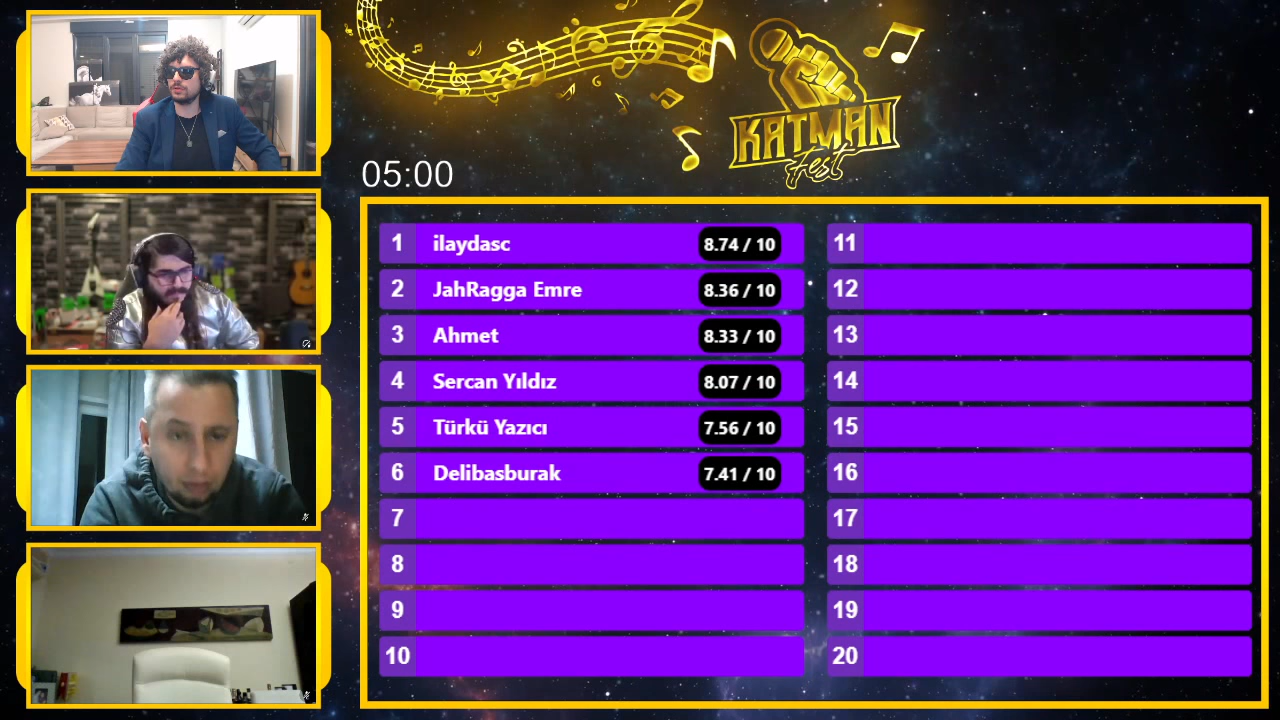 KATMAN
Fest
05:00
1 ilaydasc 8.74 / 10
2 JahRagga Emre 8.36 / 10
3 Ahmet 8.33 / 10
4 Sercan Yıldız 8.07 / 10
5 Türkü Yazıcı 7.56 / 10
6 Delibasburak 7.41 / 10
7
8
9
10
11
12
13
14
15
16
17
18
19
20